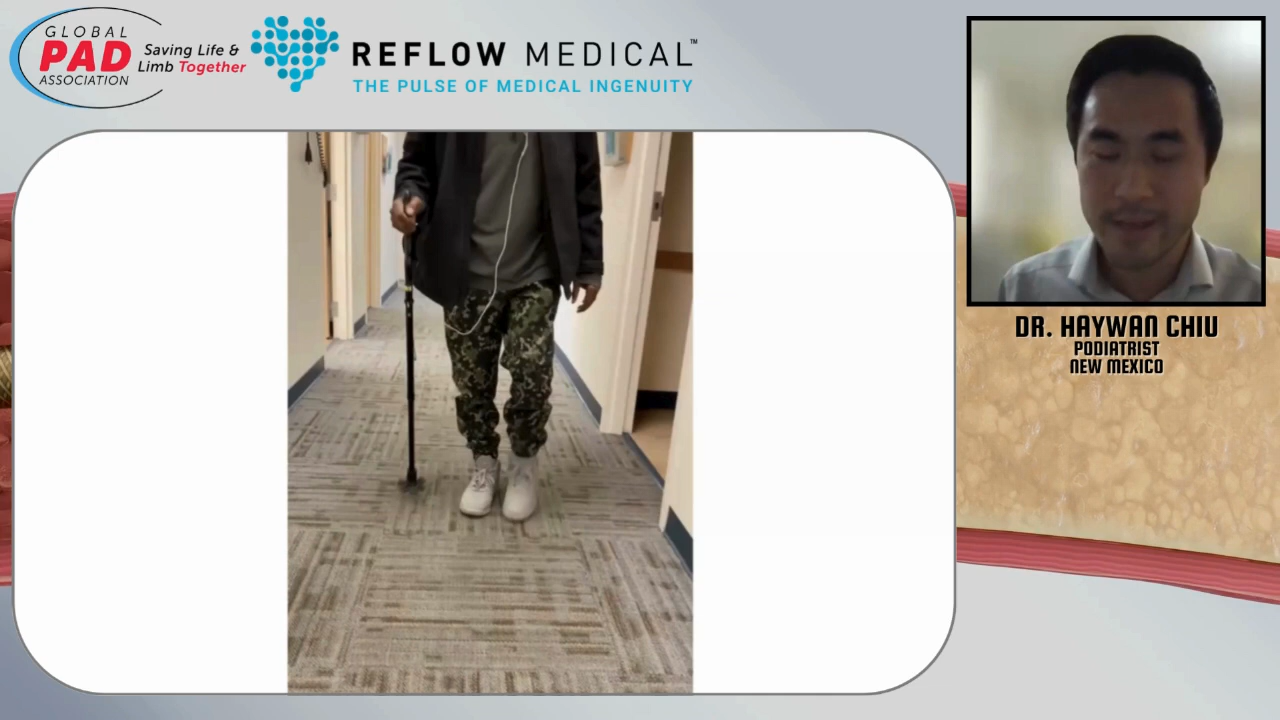 GLOBAL
PAD
ASSOCIATION
Saving Life &
Limb Together
REFLOW MEDICAL™
THE PULSE OF MEDICAL INGENUITY
DR. HAYWAN CHIU
PODIATRIST
NEW MEXICO